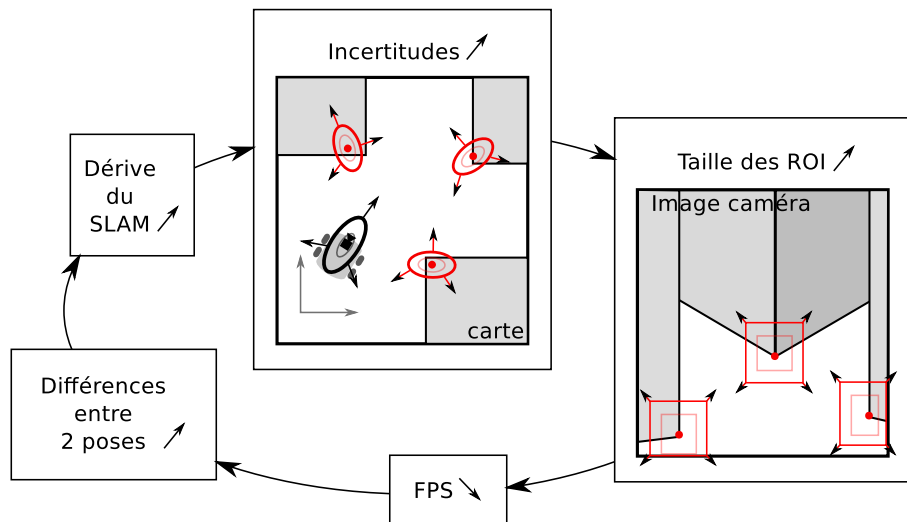 Incertitudes
Dérive
du
SLAM
carte
Taille des ROI
Image caméra
Différences
entre
2 poses
FPS